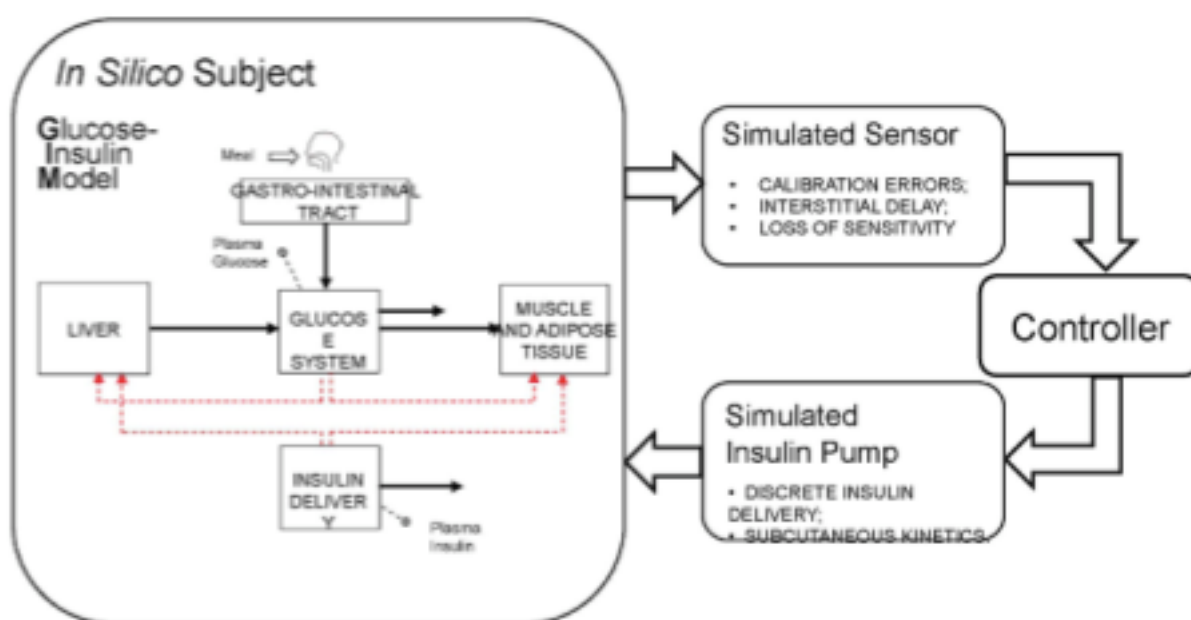 In Silico Subject
Glucose-
Insulin
Model
Meal
GASTRO-INTESTINAL
TRACT
Plasma
Glucose
LIVER
GLUCOS
E
SYSTEM
MUSCLE
AND ADIPOSE
TISSUE
INSULIN
DELIVER
Y
Plasma
Insulin
Simulated Sensor
• CALIBRATION ERRORS;
• INTERSTITIAL DELAY;
• LOSS OF SENSITIVITY
Controller
Simulated
Insulin Pump
• DISCRETE INSULIN
DELIVERY;
• SUBCUTANEOUS KINETICS.